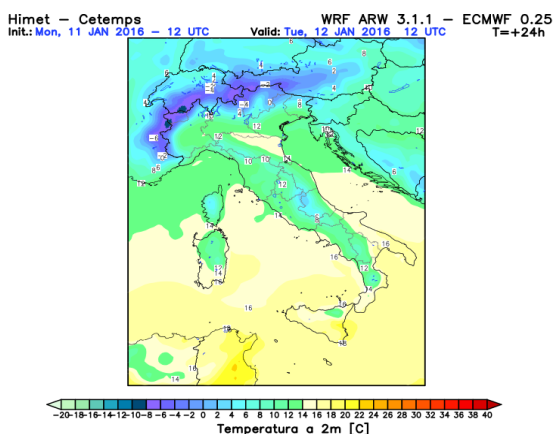 Himet – Cetemps WRF ARW 3.1.1 – ECMWF 0.25
Init.: Mon, 11 JAN 2016 – 12 UTC Valid: Tue, 12 JAN 2016 12 UTC T=+24h
-20-18-16-14-12-10-8 -6 -4 -2 0 2 4 6 8 10 12 14 16 18 20 22 24 26 28 30 32 34 36 38 40
Temperatura a 2m [C]